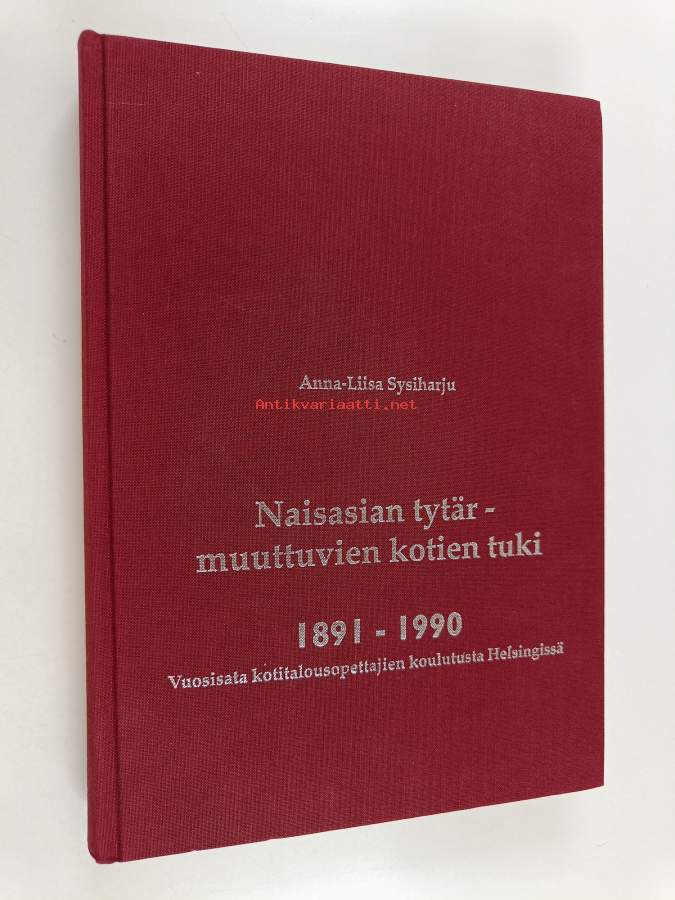 Anna-Liisa Sysiharju
Antikvariaatti.net
Naisasian tytär -
muuttuvien kotien tuki
1891 - 1990
Vuosisata kotitalousopettajien koulutusta Helsingissä